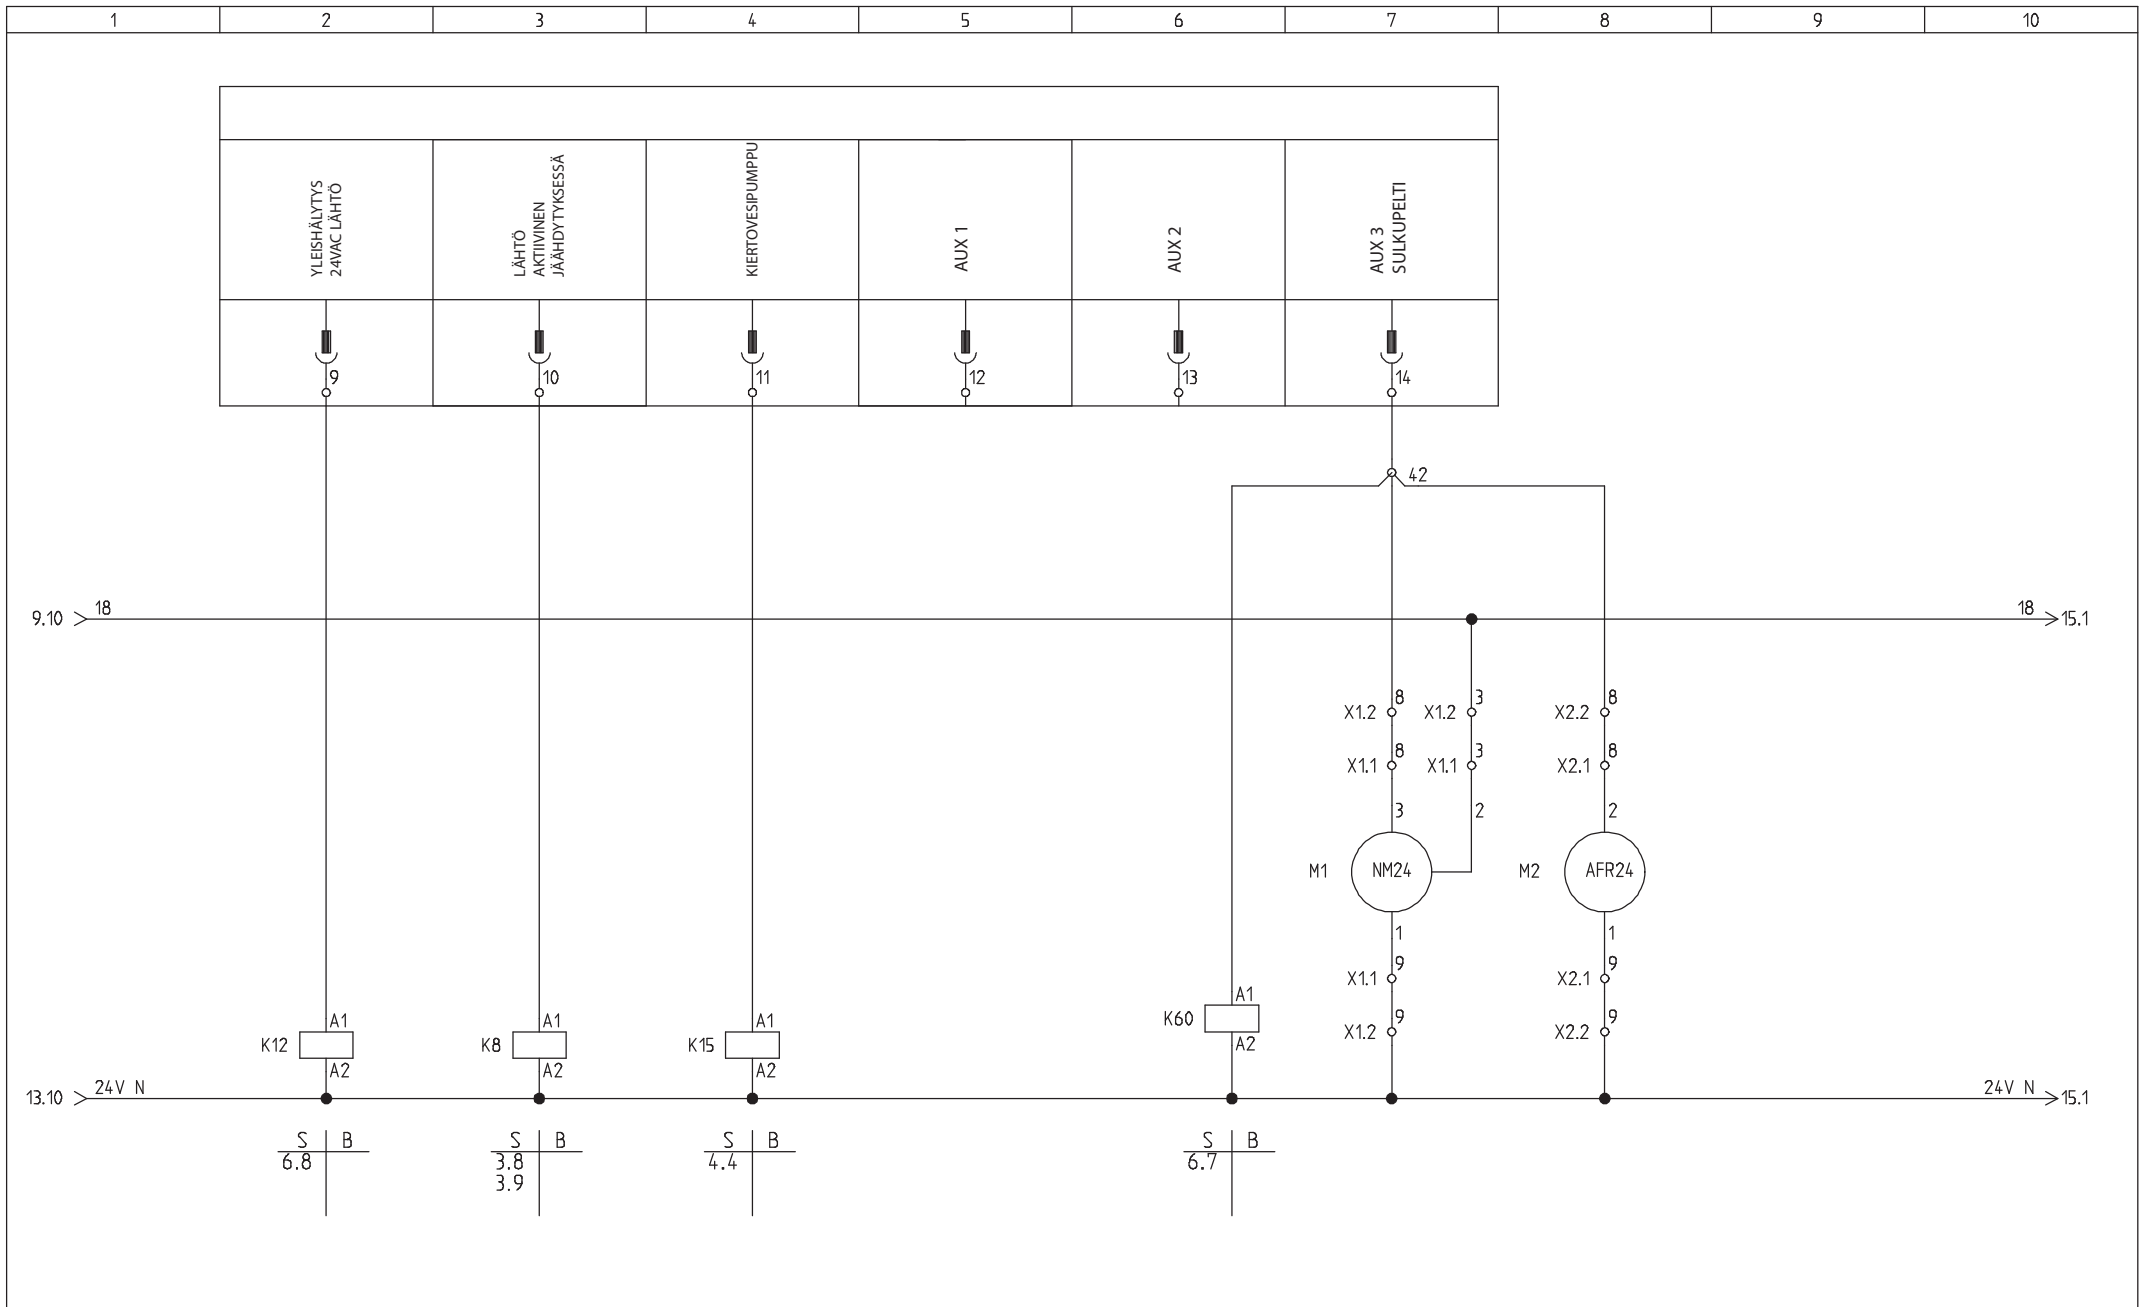 1 2 3 4 5 6 7 8 9 10
YLEISHÄLYTYS
24VAC LÄHTÖ
LÄHTÖ
AKTIIVINEN
JÄÄHDYTYKSESSÄ
KIERTOVESIPUMPPU
AUX 1
AUX 2
AUX 3
SULKUPELTI
9 10 11 12 13 14
42
9.10 18 18 15.1
8 3 8
X1.2 X1.2 X2.2
8 3 8
X1.1 X1.1 X2.1
3 2 2
M1 NM24 M2 AFR24
1 1
9 9
X1.1 X2.1
A1
K60 9 9
X1.2 X2.2
A2
A1 A1 A1
K12 K8 K15
A2 A2 A2
13.10 24V N 24V N 15.1
S B S B S B S B
6.8 3.8 4.4 6.7
3.9